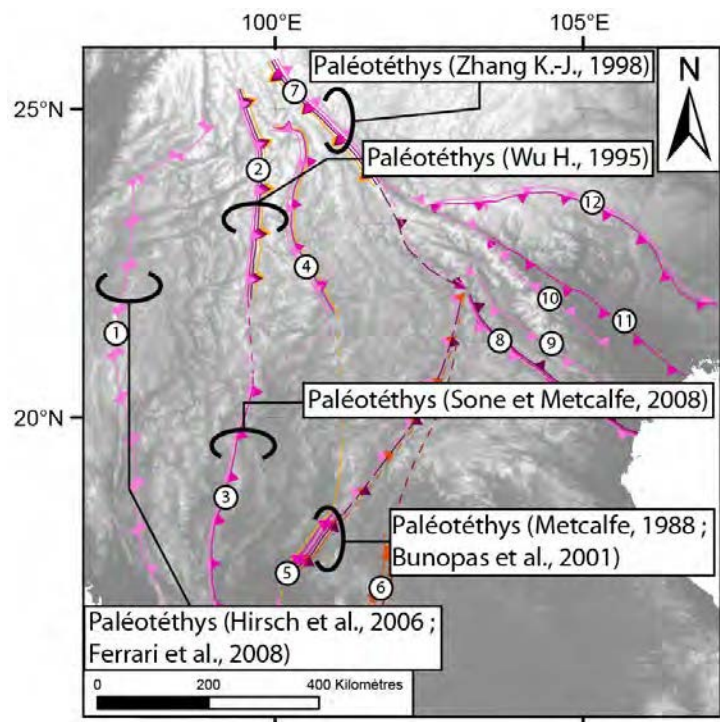 100°E
105°E
Paléotéthys (Zhang K.-J., 1998)
N
25°N
7
Paléotéthys (Wu H., 1995)
2
12
4
1
10
11
8
9
20°N
Paléotéthys (Sone et Metcalfe, 2008)
3
Paléotéthys (Metcalfe, 1988 ;
Bunopas et al., 2001)
5
6
Paléotéthys (Hirsch et al., 2006 ;
Ferrari et al., 2008)
0
200
400 Kilomètres